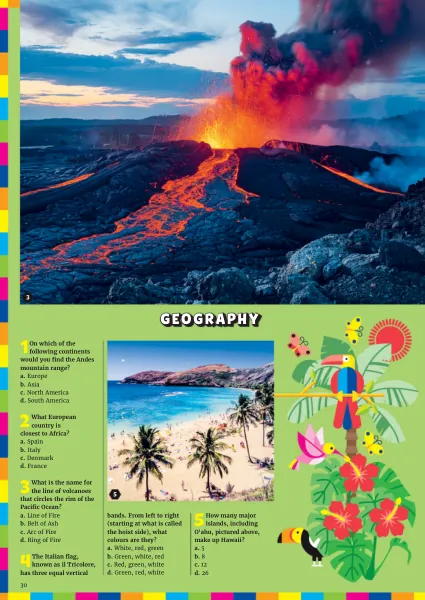 3
GEOGRAPHY
1 On which of the
following continents
would you find the Andes
mountain range?
a. Europe
b. Asia
c. North America
d. South America
2 What European
country is
closest to Africa?
a. Spain
b. Italy
c. Denmark
d. France
3 What is the name for
the line of volcanoes
that circles the rim of the
Pacific Ocean?
a. Line of Fire
b. Belt of Ash
c. Arc of Fire
d. Ring of Fire
4 The Italian flag,
known as il Tricolore,
has three equal vertical
30
5
bands. From left to right
(starting at what is called
the hoist side), what
colours are they?
a. White, red, green
b. Green, white, red
c. Red, green, white
d. Green, red, white
5 How many major
islands, including
O'ahu, pictured above,
make up Hawaii?
a. 5
b. 8
c. 12
d. 26